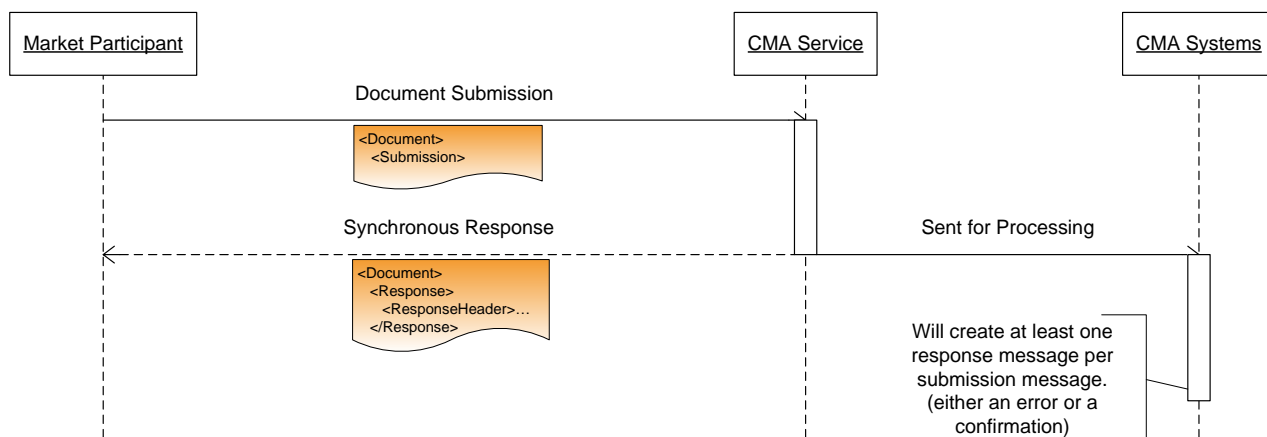 Market Participant
CMA Service
CMA Systems
Document Submission
<Document>
<Submission>
Synchronous Response
Sent for Processing
<Document>
<Response>
<ResponseHeader>…
</Response>
Will create at least one
response message per
submission message.
(either an error or a
confirmation)